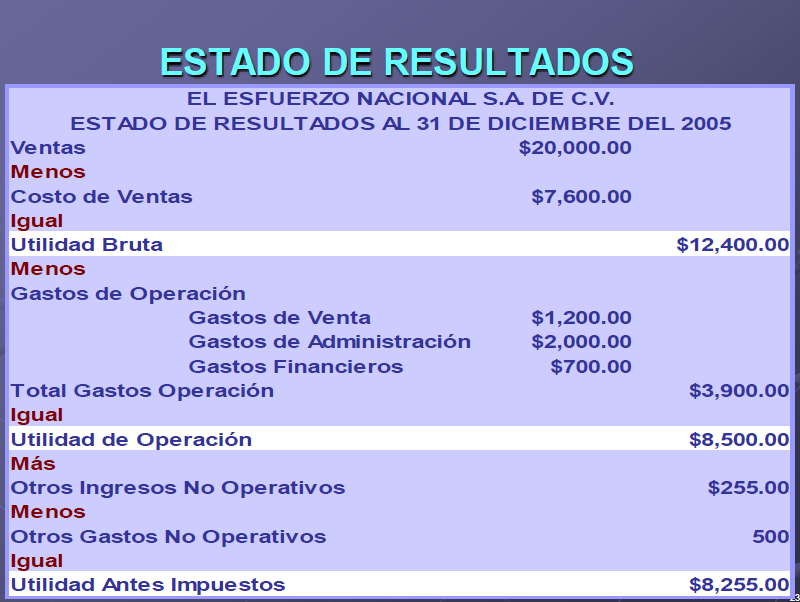 ESTADO DE RESULTADOS
EL ESFUERZO NACIONAL S.A. DE C.V.
ESTADO DE RESULTADOS AL 31 DE DICIEMBRE DEL 2005
Ventas $20,000.00
Menos
Costo de Ventas $7,600.00
Igual
Utilidad Bruta $12,400.00
Menos
Gastos de Operación
Gastos de Venta $1,200.00
Gastos de Administración $2,000.00
Gastos Financieros $700.00
Total Gastos Operación $3,900.00
Igual
Utilidad de Operación $8,500.00
Más
Otros Ingresos No Operativos $255.00
Menos
Otros Gastos No Operativos 500
Igual
Utilidad Antes Impuestos $8,255.00
23